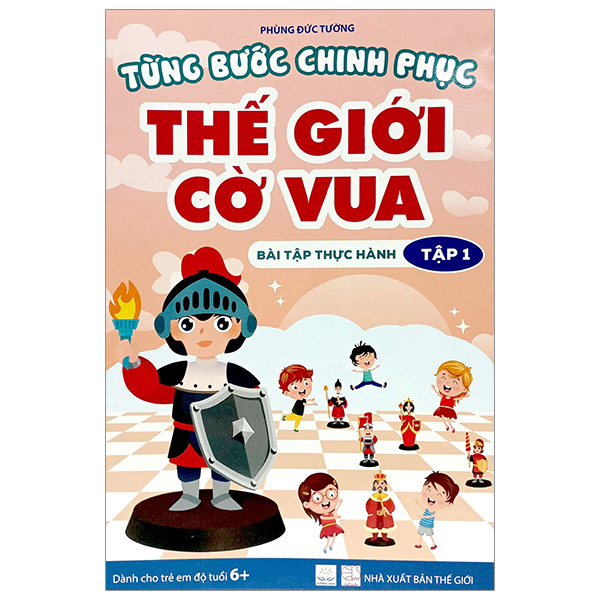 PHÙNG ĐỨC TƯỜNG
TỪNG BƯỚC CHINH PHỤC
THẾ GIỚI
CỜ VUA
BÀI TẬP THỰC HÀNH TẬP 1
Dành cho trẻ em độ tuổi 6+
NHÀ XUẤT BẢN THẾ GIỚI